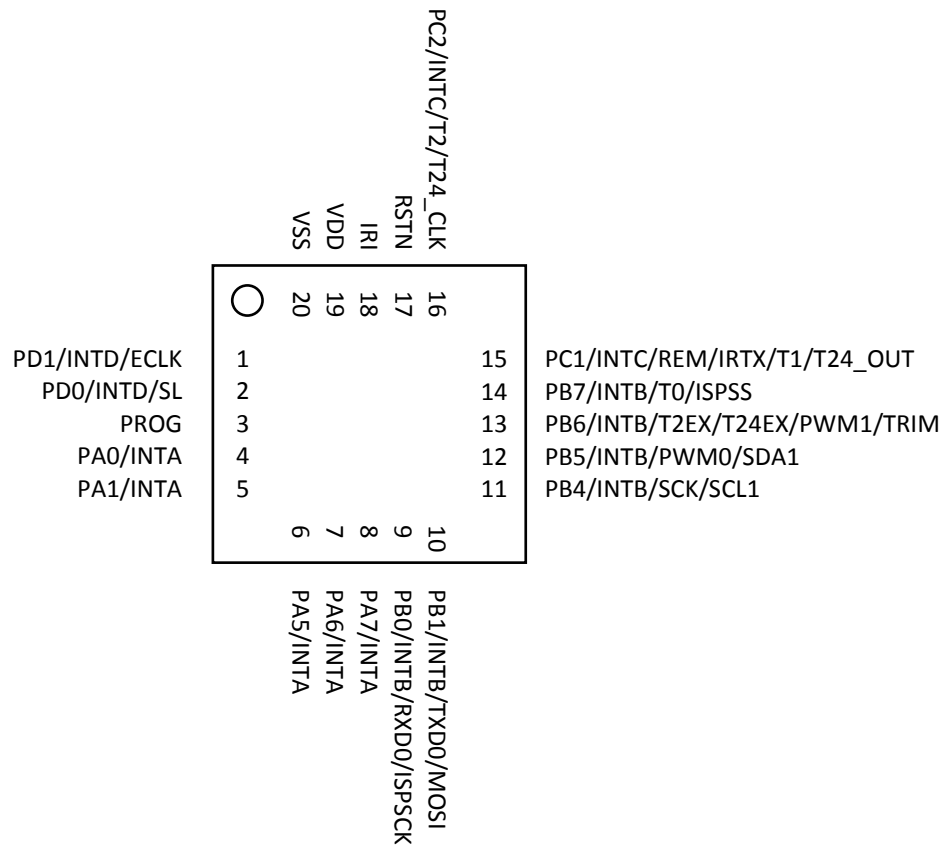 PC2/INTC/T2/T24_CLK
RSTN
IRI
VDD
VSS
20 19 18 17 16
PD1/INTD/ECLK 1 15 PC1/INTC/REM/IRTX/T1/T24_OUT
PD0/INTD/SL 2 14 PB7/INTB/T0/ISPSS
PROG 3 13 PB6/INTB/T2EX/T24EX/PWM1/TRIM
PA0/INTA 4 12 PB5/INTB/PWM0/SDA1
PA1/INTA 5 11 PB4/INTB/SCK/SCL1
6 7 8 9 10
PB1/INTB/TXD0/MOSI
PB0/INTB/RXD0/ISPSCK
PA7/INTA
PA6/INTA
PA5/INTA